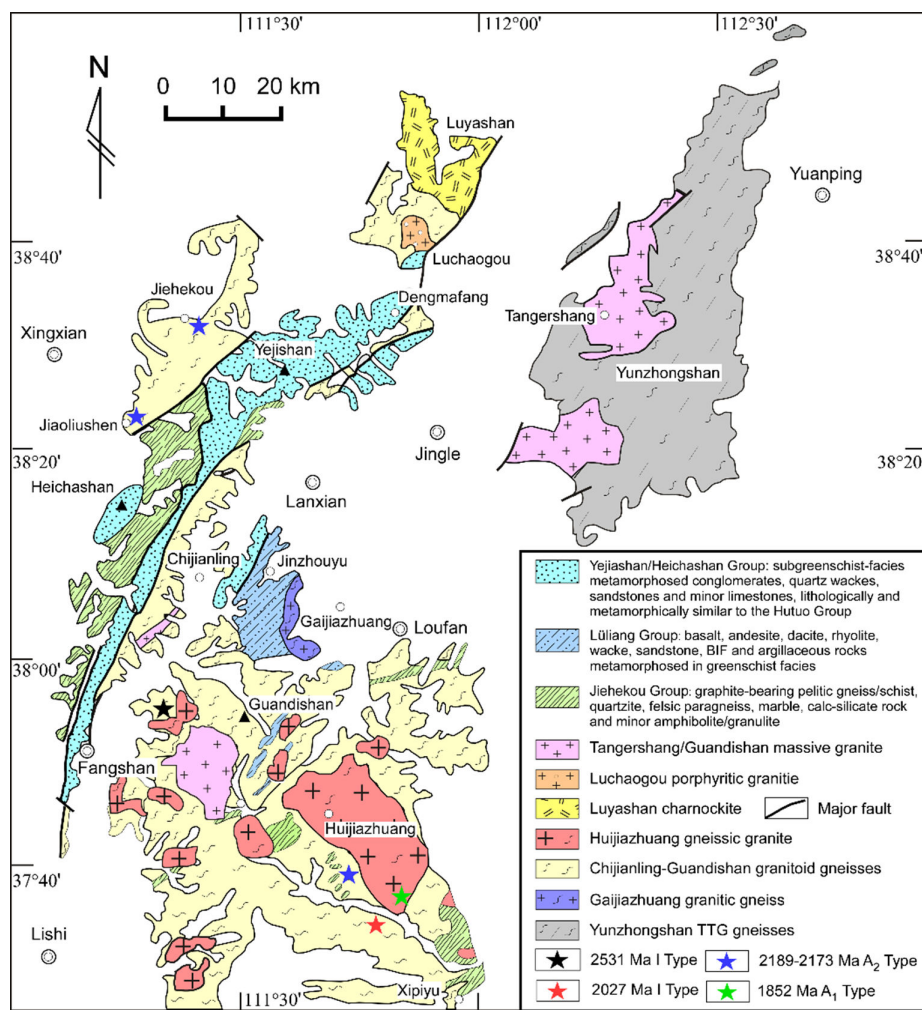 111°30'
112°00'
112°30'
N
0 10 20 km
Luyashan
Yuanping
38°40'
38°40'
Luchaogou
Jiehekou
Dengmafang
Xingxian
Tangershang
Yejishan
Yunzhongshan
Jiaoliushen
Jingle
38°20'
38°20'
Heichashan
Lanxian
Chijianling
Jinzhouyu
Gaijiazhuang
Loufan
38°00'
Guandishan
Fangshan
Huijiazhuang
37°40'
Lishi
Xipiyu
111°30'
Yejiashan/Heichashan Group: subgreenschist-facies
metamorphosed conglomerates, quartz wackes,
sandstones and minor limestones, lithologically and
metamorphically similar to the Hutuo Group
Lüliang Group: basalt, andesite, dacite, rhyolite,
wacke, sandstone, BIF and argillaceous rocks
metamorphosed in greenschist facies
Jiehekou Group: graphite-bearing pelitic gneiss/schist,
quartzite, felsic paragneiss, marble, calc-silicate rock
and minor amphibolite/granulite
Tangershang/Guandishan massive granite
Luchaogou porphyritic granitie
Luyashan charnockite
Major fault
Huijiazhuang gneissic granite
Chijianling-Guandishan granitoid gneisses
Gaijiazhuang granitic gneiss
Yunzhongshan TTG gneisses
2531 Ma I Type
2189-2173 Ma A₂ Type
2027 Ma I Type
1852 Ma A₁ Type